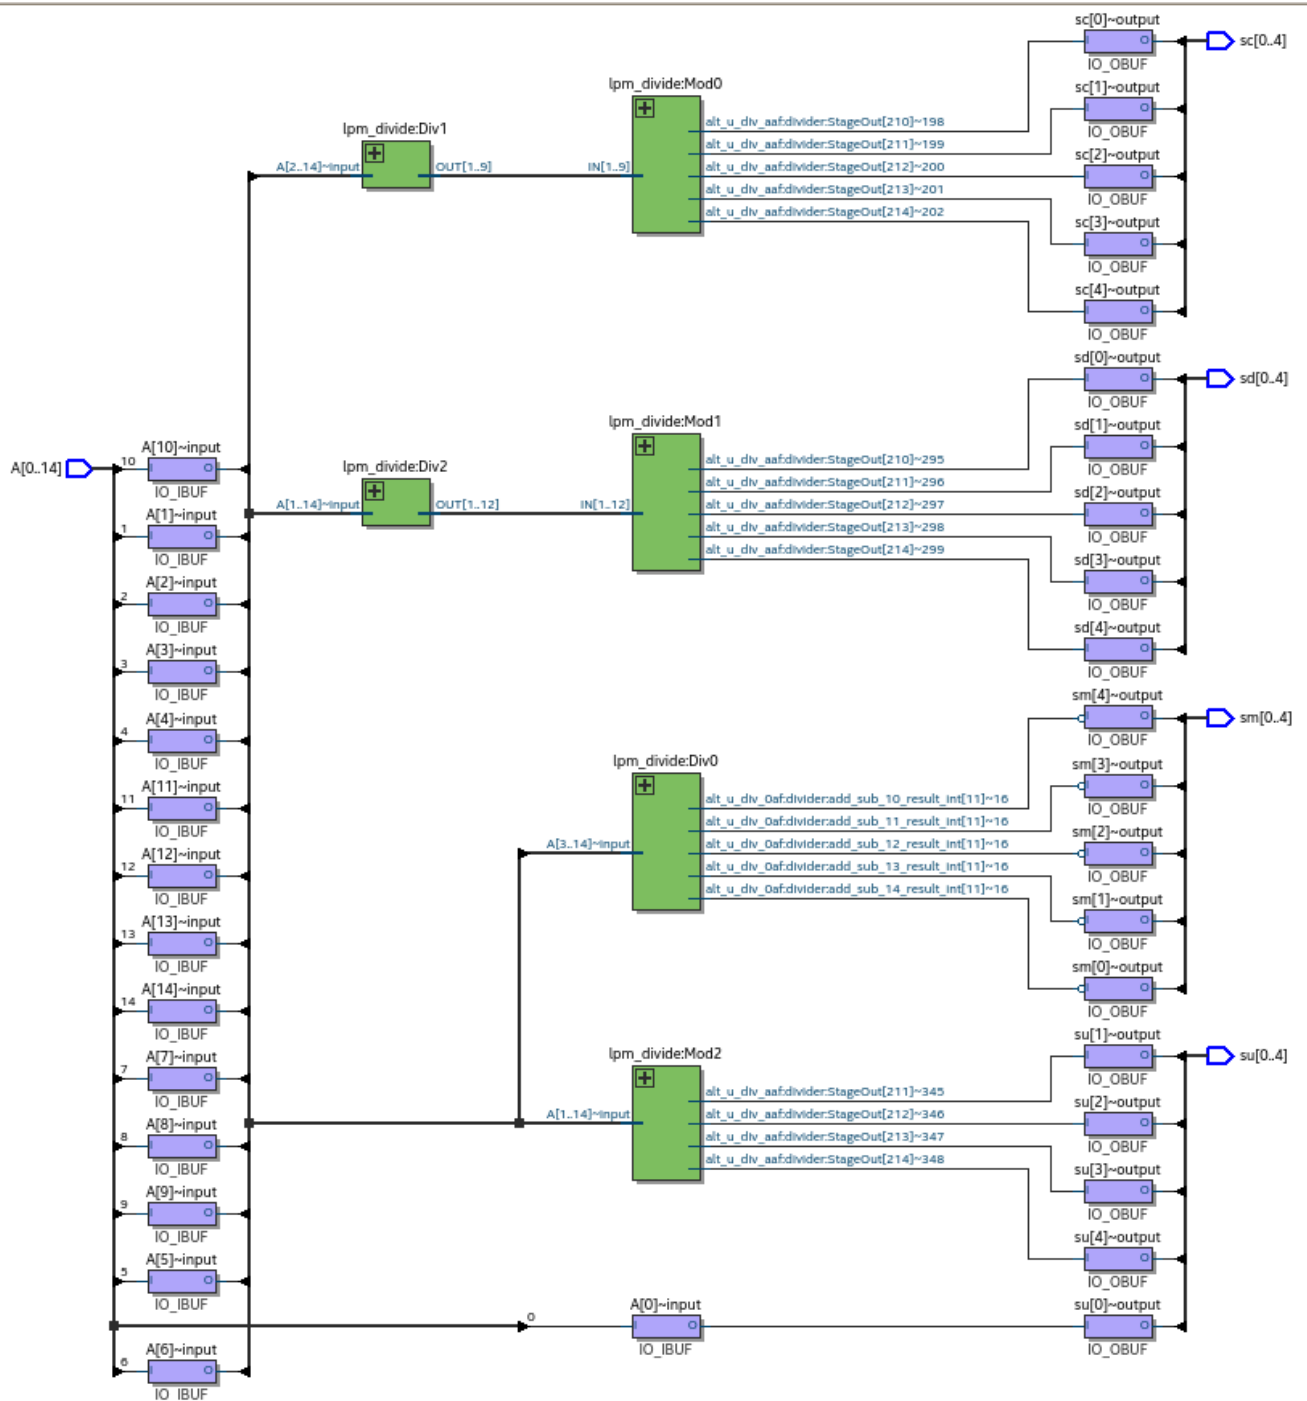 sc[0]~output
sc[0..4]
IO_OBUF
lpm_divide:Mod0
sc[1]~output
alt_u_div_aaf:divider:StageOut[210]~198
IO_OBUF
lpm_divide:Div1
alt_u_div_aaf:divider:StageOut[211]~199
sc[2]~output
A[2..14]~input
OUT[1..9]
IN[1..9]
alt_u_div_aaf:divider:StageOut[212]~200
alt_u_div_aaf:divider:StageOut[213]~201
IO_OBUF
alt_u_div_aaf:divider:StageOut[214]~202
sc[3]~output
IO_OBUF
sc[4]~output
IO_OBUF
sd[0]~output
sd[0..4]
IO_OBUF
lpm_divide:Mod1
sd[1]~output
A[10]~input
alt_u_div_aaf:divider:StageOut[210]~295
A[0..14]
10
IO_OBUF
lpm_divide:Div2
alt_u_div_aaf:divider:StageOut[211]~296
IO_IBUF
sd[2]~output
A[1..14]~input
OUT[1..12]
IN[1..12]
alt_u_div_aaf:divider:StageOut[212]~297
A[1]~input
1
alt_u_div_aaf:divider:StageOut[213]~298
IO_OBUF
alt_u_div_aaf:divider:StageOut[214]~299
IO_IBUF
sd[3]~output
A[2]~input
2
IO_OBUF
IO_IBUF
sd[4]~output
A[3]~input
3
IO_OBUF
IO_IBUF
sm[4]~output
A[4]~input
sm[0..4]
4
IO_OBUF
IO_IBUF
lpm_divide:Div0
sm[3]~output
A[11]~input
11
alt_u_div_0af:divider:add_sub_10_result_int[11]~16
IO_OBUF
alt_u_div_0af:divider:add_sub_11_result_int[11]~16
IO_IBUF
sm[2]~output
A[3..14]~input
alt_u_div_0af:divider:add_sub_12_result_int[11]~16
A[12]~input
12
alt_u_div_0af:divider:add_sub_13_result_int[11]~16
IO_OBUF
alt_u_div_0af:divider:add_sub_14_result_int[11]~16
IO_IBUF
sm[1]~output
A[13]~input
13
IO_OBUF
IO_IBUF
sm[0]~output
A[14]~input
14
IO_OBUF
IO_IBUF
su[1]~output
A[7]~input
lpm_divide:Mod2
su[0..4]
7
IO_OBUF
IO_IBUF
alt_u_div_aaf:divider:StageOut[211]~345
su[2]~output
A[1..14]~input
alt_u_div_aaf:divider:StageOut[212]~346
A[8]~input
8
alt_u_div_aaf:divider:StageOut[213]~347
IO_OBUF
alt_u_div_aaf:divider:StageOut[214]~348
IO_IBUF
su[3]~output
A[9]~input
9
IO_OBUF
IO_IBUF
su[4]~output
A[5]~input
5
IO_OBUF
IO_IBUF
A[0]~input
su[0]~output
0
A[6]~input
IO_IBUF
IO_OBUF
6
IO_IBUF